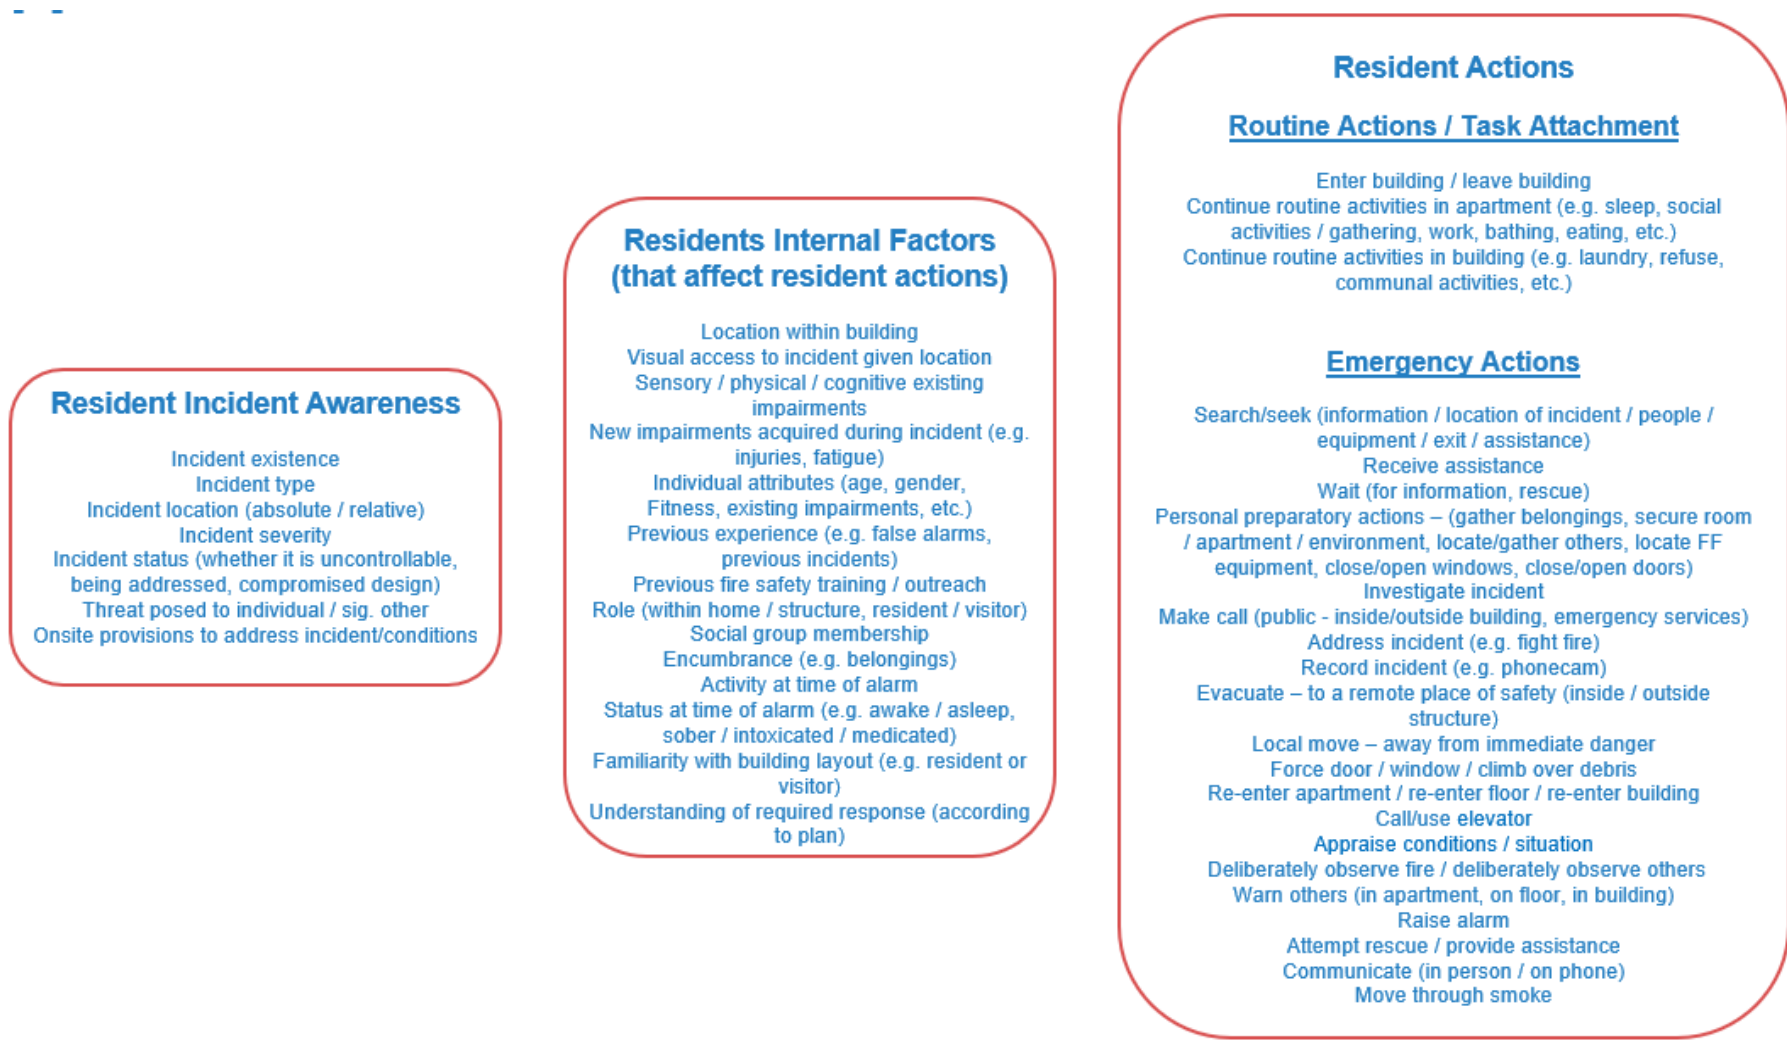 Resident Incident Awareness
Incident existence
Incident type
Incident location (absolute / relative)
Incident severity
Incident status (whether it is uncontrollable,
being addressed, compromised design)
Threat posed to individual / sig. other
Onsite provisions to address incident/conditions
Residents Internal Factors
(that affect resident actions)
Location within building
Visual access to incident given location
Sensory / physical / cognitive existing
impairments
New impairments acquired during incident (e.g.
injuries, fatigue)
Individual attributes (age, gender,
Fitness, existing impairments, etc.)
Previous experience (e.g. false alarms,
previous incidents)
Previous fire safety training / outreach
Role (within home / structure, resident / visitor)
Social group membership
Encumbrance (e.g. belongings)
Activity at time of alarm
Status at time of alarm (e.g. awake / asleep,
sober / intoxicated / medicated)
Familiarity with building layout (e.g. resident or
visitor)
Understanding of required response (according
to plan)
Resident Actions
Routine Actions / Task Attachment
Enter building / leave building
Continue routine activities in apartment (e.g. sleep, social
activities / gathering, work, bathing, eating, etc.)
Continue routine activities in building (e.g. laundry, refuse,
communal activities, etc.)
Emergency Actions
Search/seek (information / location of incident / people /
equipment / exit / assistance)
Receive assistance
Wait (for information, rescue)
Personal preparatory actions – (gather belongings, secure room
/ apartment / environment, locate/gather others, locate FF
equipment, close/open windows, close/open doors)
Investigate incident
Make call (public - inside/outside building, emergency services)
Address incident (e.g. fight fire)
Record incident (e.g. phonecam)
Evacuate – to a remote place of safety (inside / outside
structure)
Local move – away from immediate danger
Force door / window / climb over debris
Re-enter apartment / re-enter floor / re-enter building
Call/use elevator
Appraise conditions / situation
Deliberately observe fire / deliberately observe others
Warn others (in apartment, on floor, in building)
Raise alarm
Attempt rescue / provide assistance
Communicate (in person / on phone)
Move through smoke